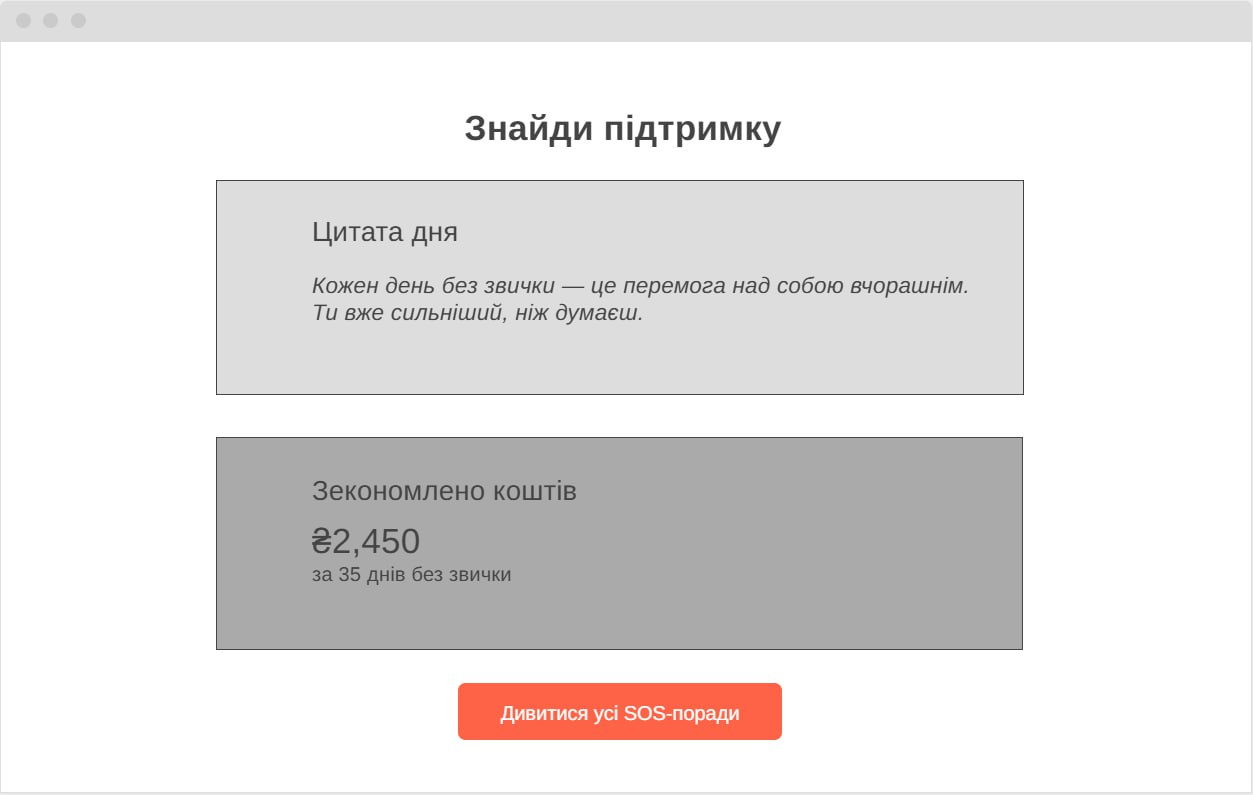 Знайди підтримку
Цитата дня
Кожен день без звички — це перемога над собою вчорашнім.
Ти вже сильніший, ніж думаєш.
Зекономлено коштів
₴2,450
за 35 днів без звички
Дивитися усі SOS-поради